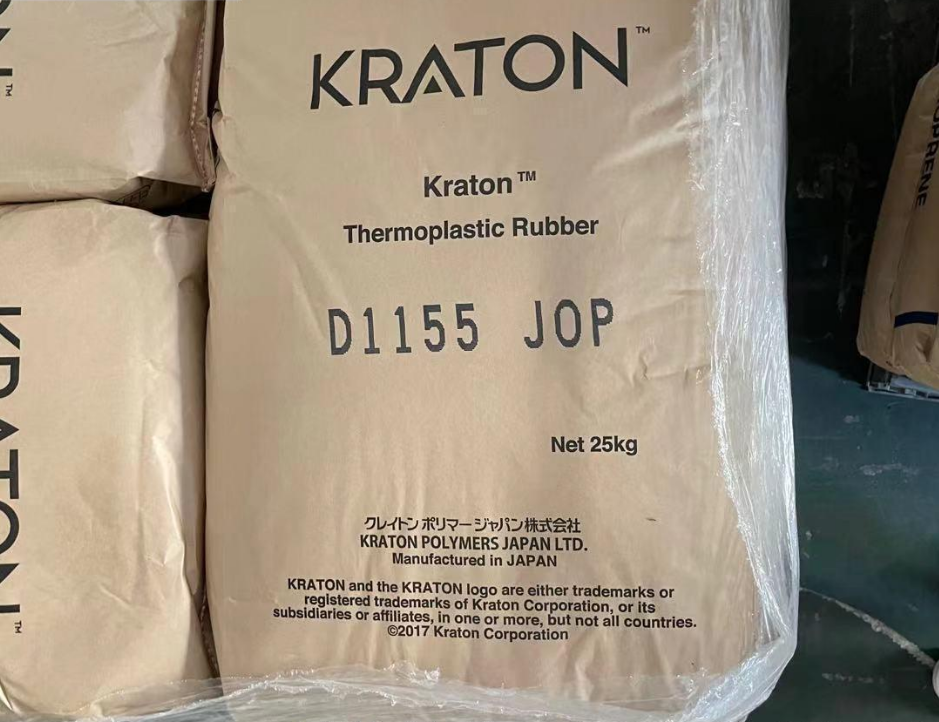 KRATON™
Kraton™
Thermoplastic Rubber
D1155 JOP
Net 25kg
クレイトン ポリマー ジャパン株式会社
KRATON POLYMERS JAPAN LTD.
Manufactured in JAPAN
KRATON and the KRATON logo are either trademarks or
registered trademarks of Kraton Corporation, or its
subsidiaries or affiliates, in one or more, but not all countries.
©2017 Kraton Corporation
KRATON™
™